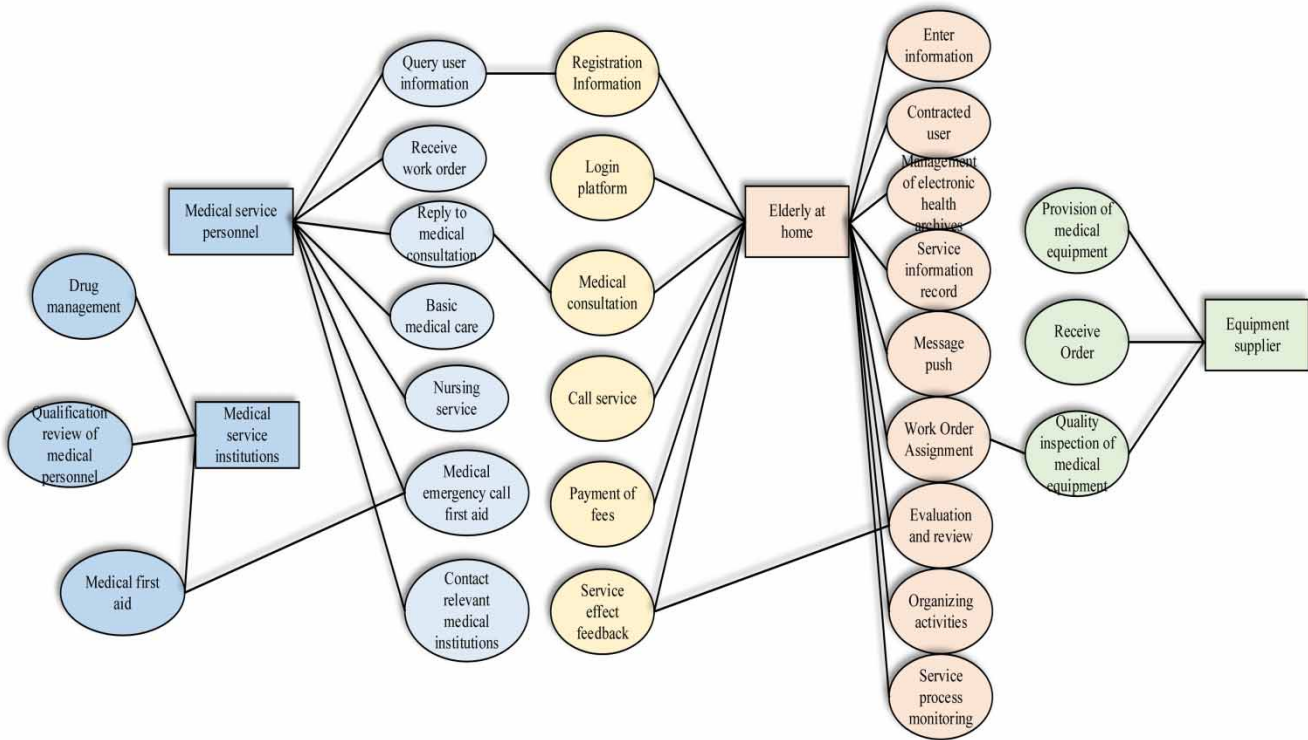 Drug
management
Qualification
review of
medical
personnel
Medical first
aid
Medical service
personnel
Medical
service
institutions
Query user
information
Receive
work order
Reply to
medical
consultation
Basic
medical care
Nursing
service
Medical
emergency call
first aid
Contact
relevant
medical
institutions
Registration
Information
Login
platform
Medical
consultation
Call service
Payment of
fees
Service
effect
feedback
Elderly at
home
Enter
information
Contracted
user
Management
of electronic
health
archives
Service
information
record
Message
push
Work Order
Assignment
Evaluation
and review
Organizing
activities
Service
process
monitoring
Provision of
medical
equipment
Receive
Order
Quality
inspection of
medical
equipment
Equipment
supplier